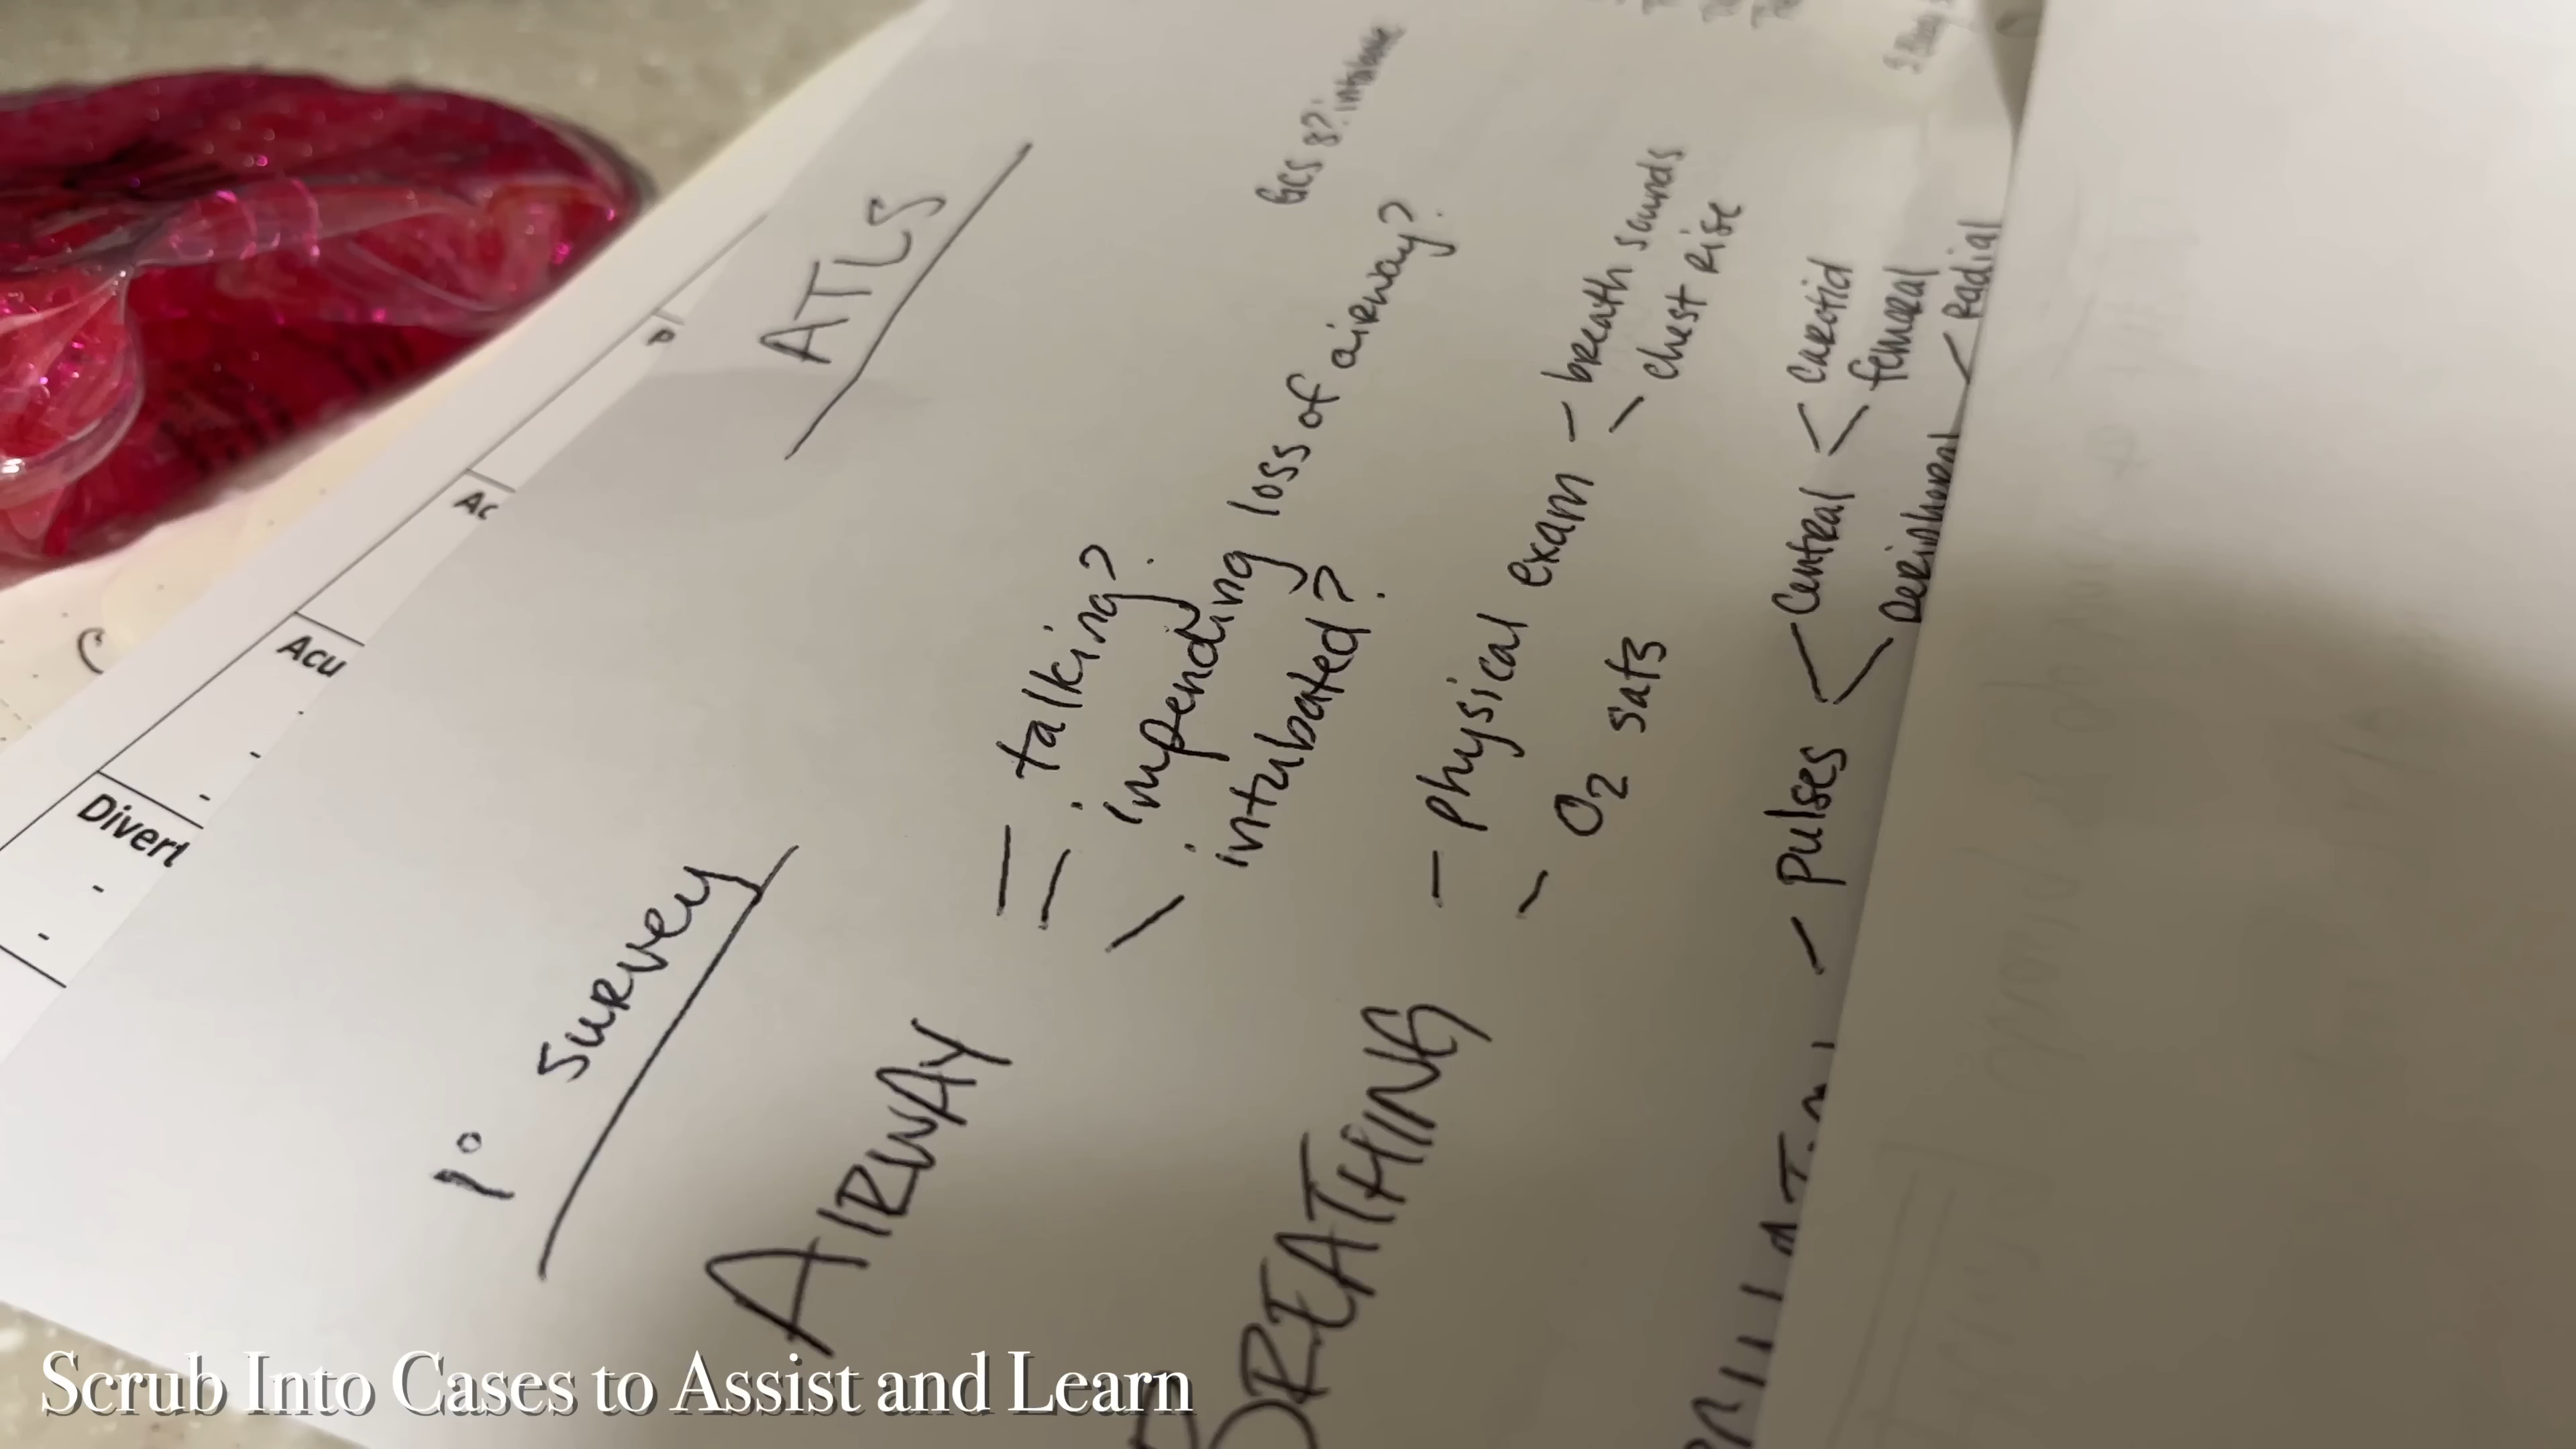 ATLS
1° Survey
AIRWAY - talking?
- impending loss of airway?
GCS 8? intubate
- intubated?
BREATHING - Physical exam - breath sounds
- chest rise
- O2 sats
- Pulses < Central < carotid
femoral
peripheral < Radial
Ac
Acu
-
-
Divert
-
-
Scrub Into Cases to Assist and Learn